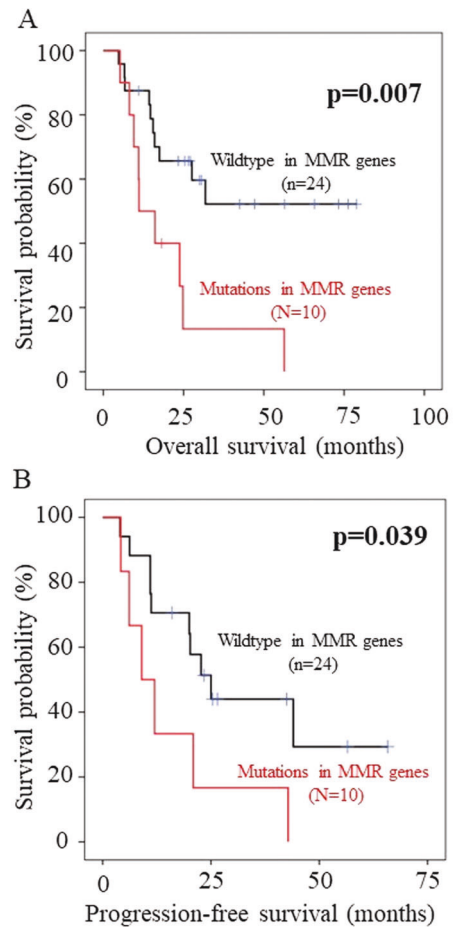 A
Survival probability (%)
100
80
60
40
20
0
p=0.007
Wildtype in MMR genes
(n=24)
Mutations in MMR genes
(N=10)
0 25 50 75 100
Overall survival (months)
B
Survival probability (%)
100
80
60
40
20
0
p=0.039
Wildtype in MMR genes
(n=24)
Mutations in MMR genes
(N=10)
0 25 50 75
Progression-free survival (months)